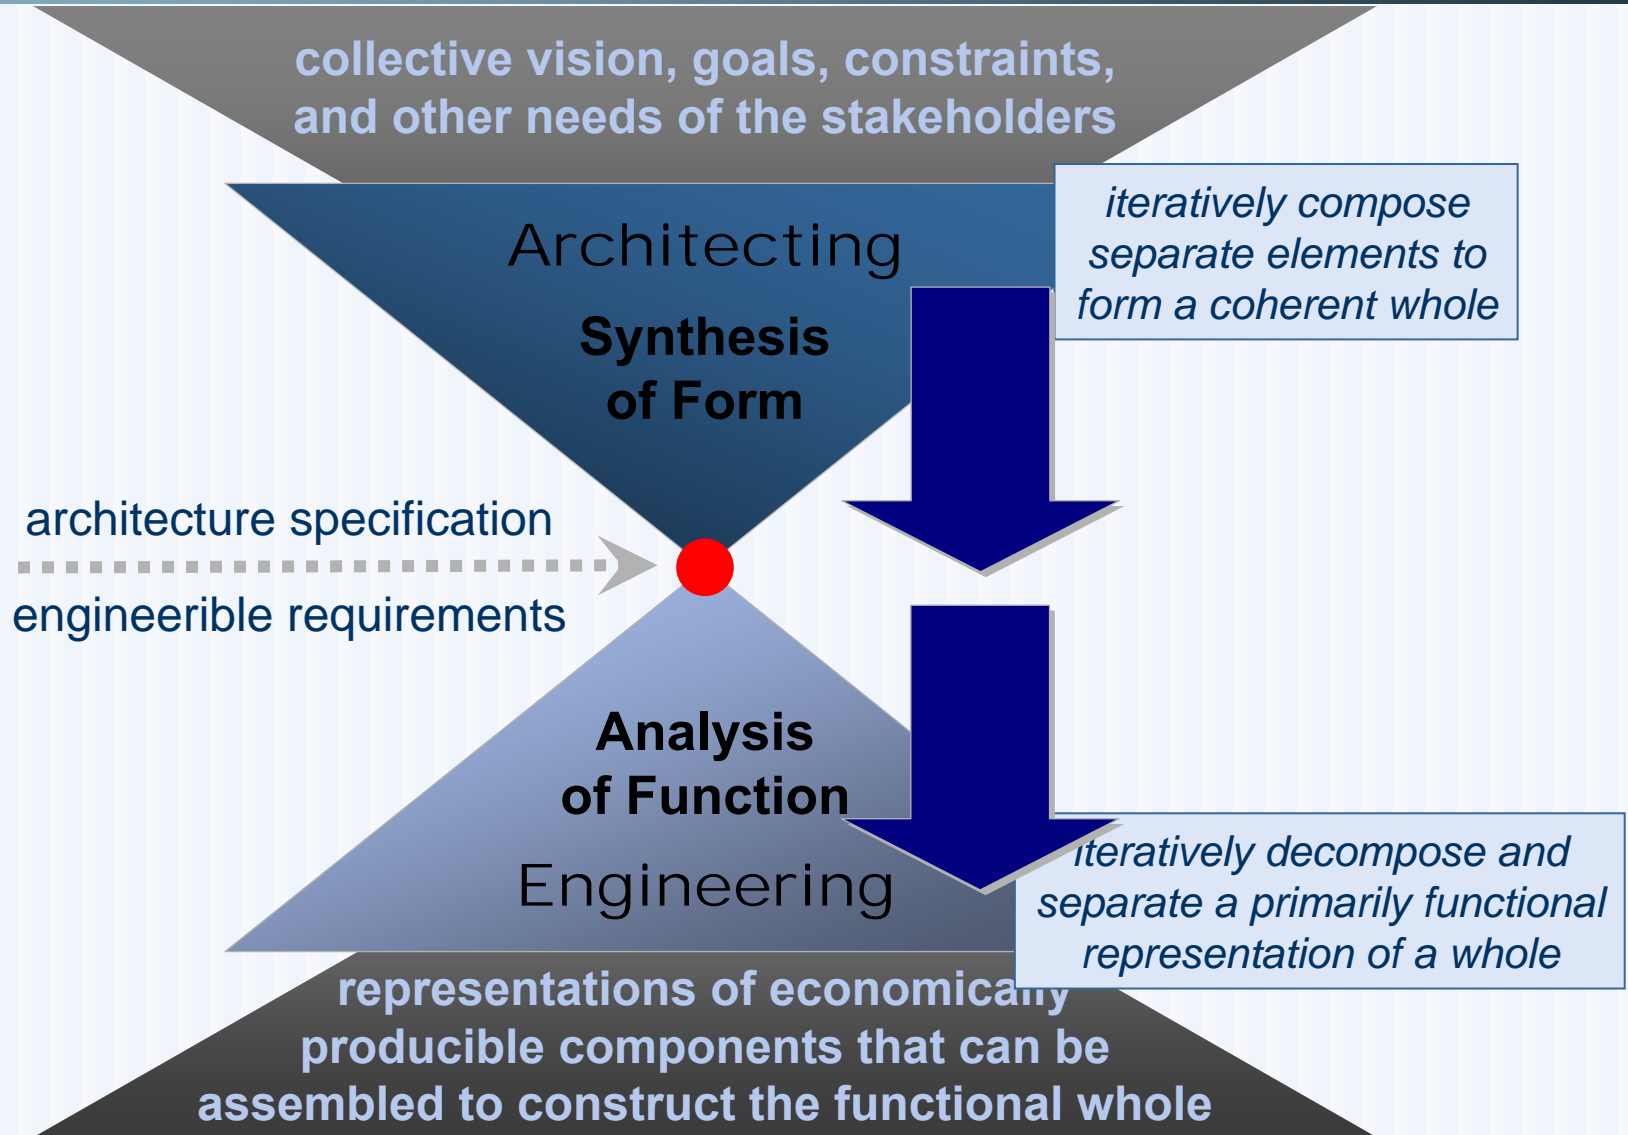 collective vision, goals, constraints,
and other needs of the stakeholders
Architecting
Synthesis
of Form
iteratively compose
separate elements to
form a coherent whole
architecture specification
engineerible requirements
Analysis
of Function
Engineering
iteratively decompose and
separate a primarily functional
representation of a whole
representations of economically
producible components that can be
assembled to construct the functional whole